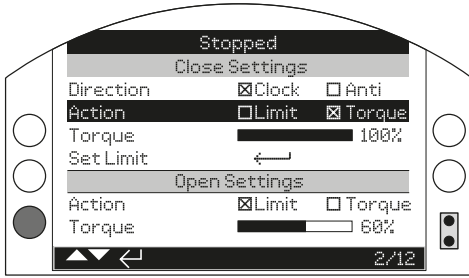 Stopped
Close Settings
Direction ☒Clock ☐Anti
Action ☐Limit ☒Torque
Torque 100%
Set Limit
Open Settings
Action ☒Limit ☐Torque
Torque 60%
2/12